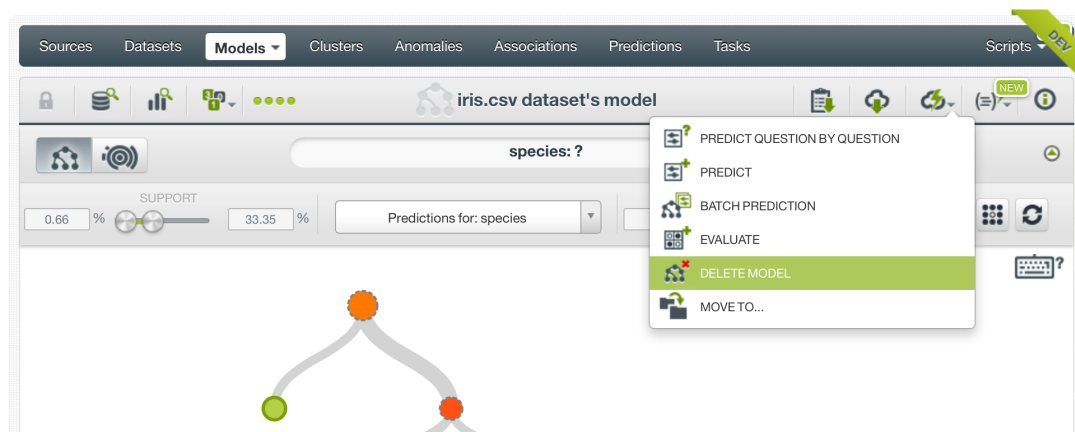 Sources Datasets Models Clusters Anomalies Associations Predictions Tasks Scripts DEV
iris.csv dataset's model
(=)? NEW
species: ?
PREDICT QUESTION BY QUESTION
PREDICT
BATCH PREDICTION
EVALUATE
DELETE MODEL
MOVE TO...
SUPPORT
0.66 % 33.35 % Predictions for: species
?